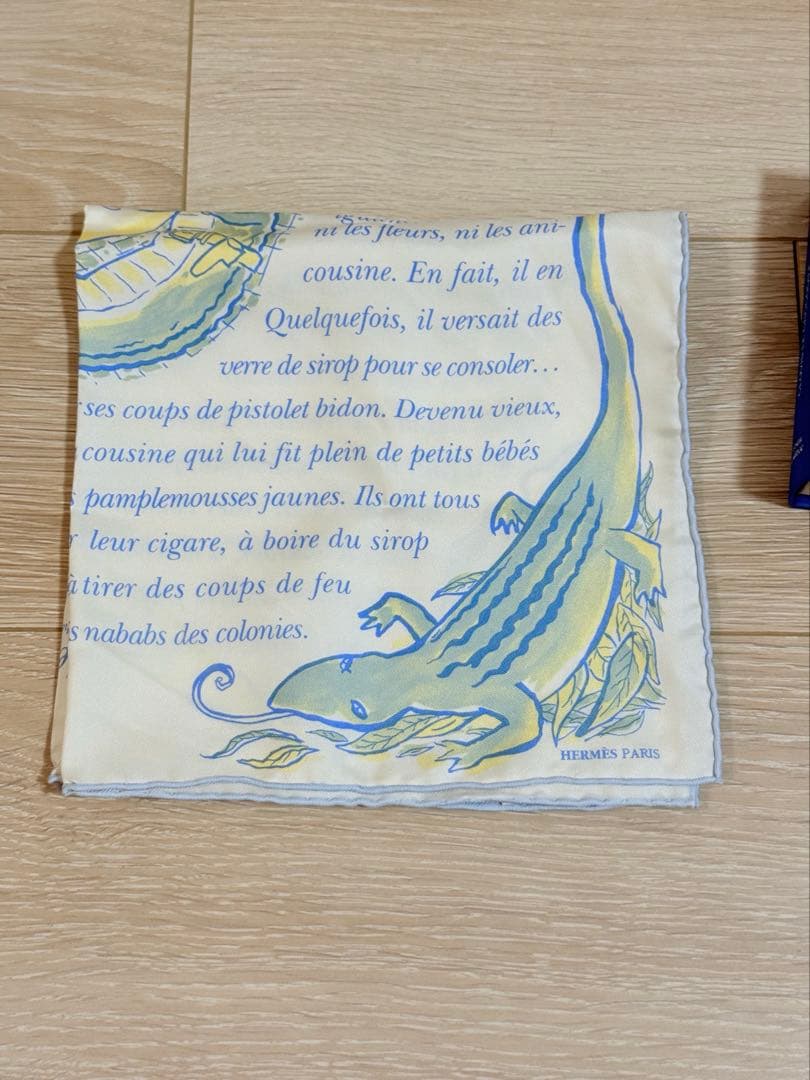 ni les fleurs, ni les ani-
cousine. En fait, il en
Quelquefois, il versait des
verre de sirop pour se consoler...
ses coups de pistolet bidon. Devenu vieux,
cousine qui lui fit plein de petits bébés
pamplemousses jaunes. Ils ont tous
leur cigare, à boire du sirop
à tirer des coups de feu
s nababs des colonies.
HERMÈS PARIS